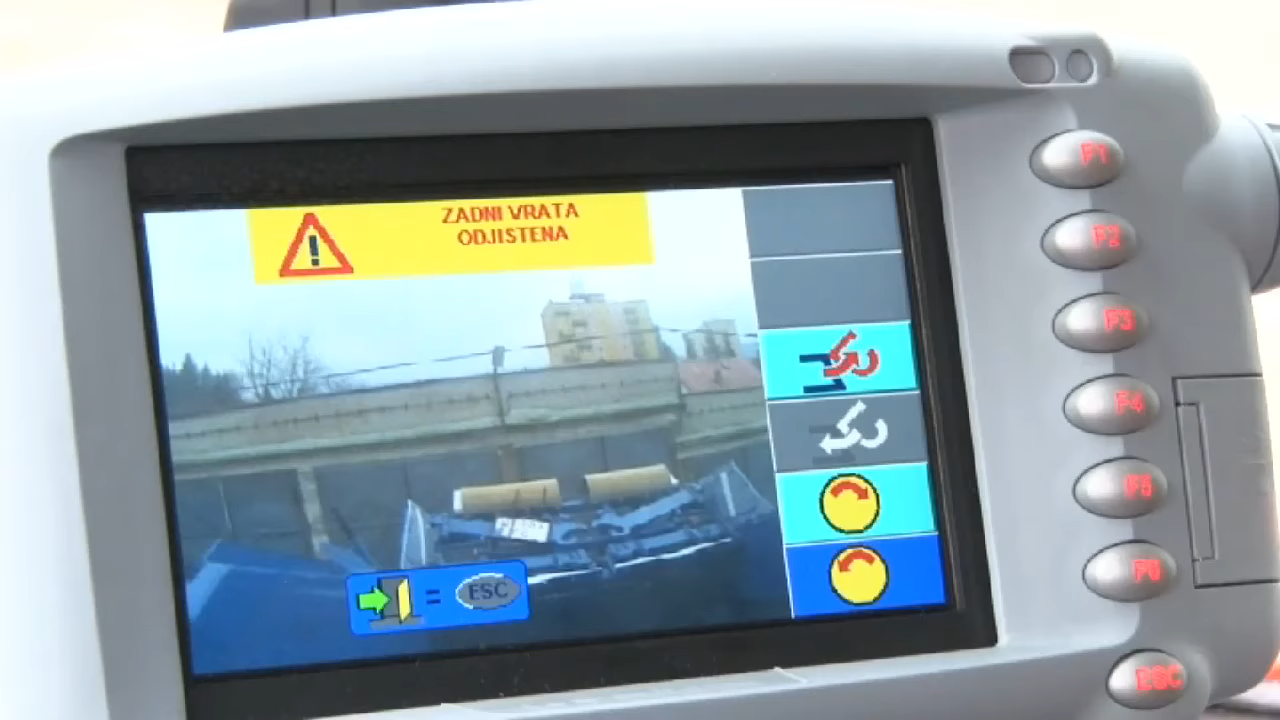 ZADNI VRATA
ODJISTENA
F1
F2
F3
F4
F5
F6
= ESC
ESC